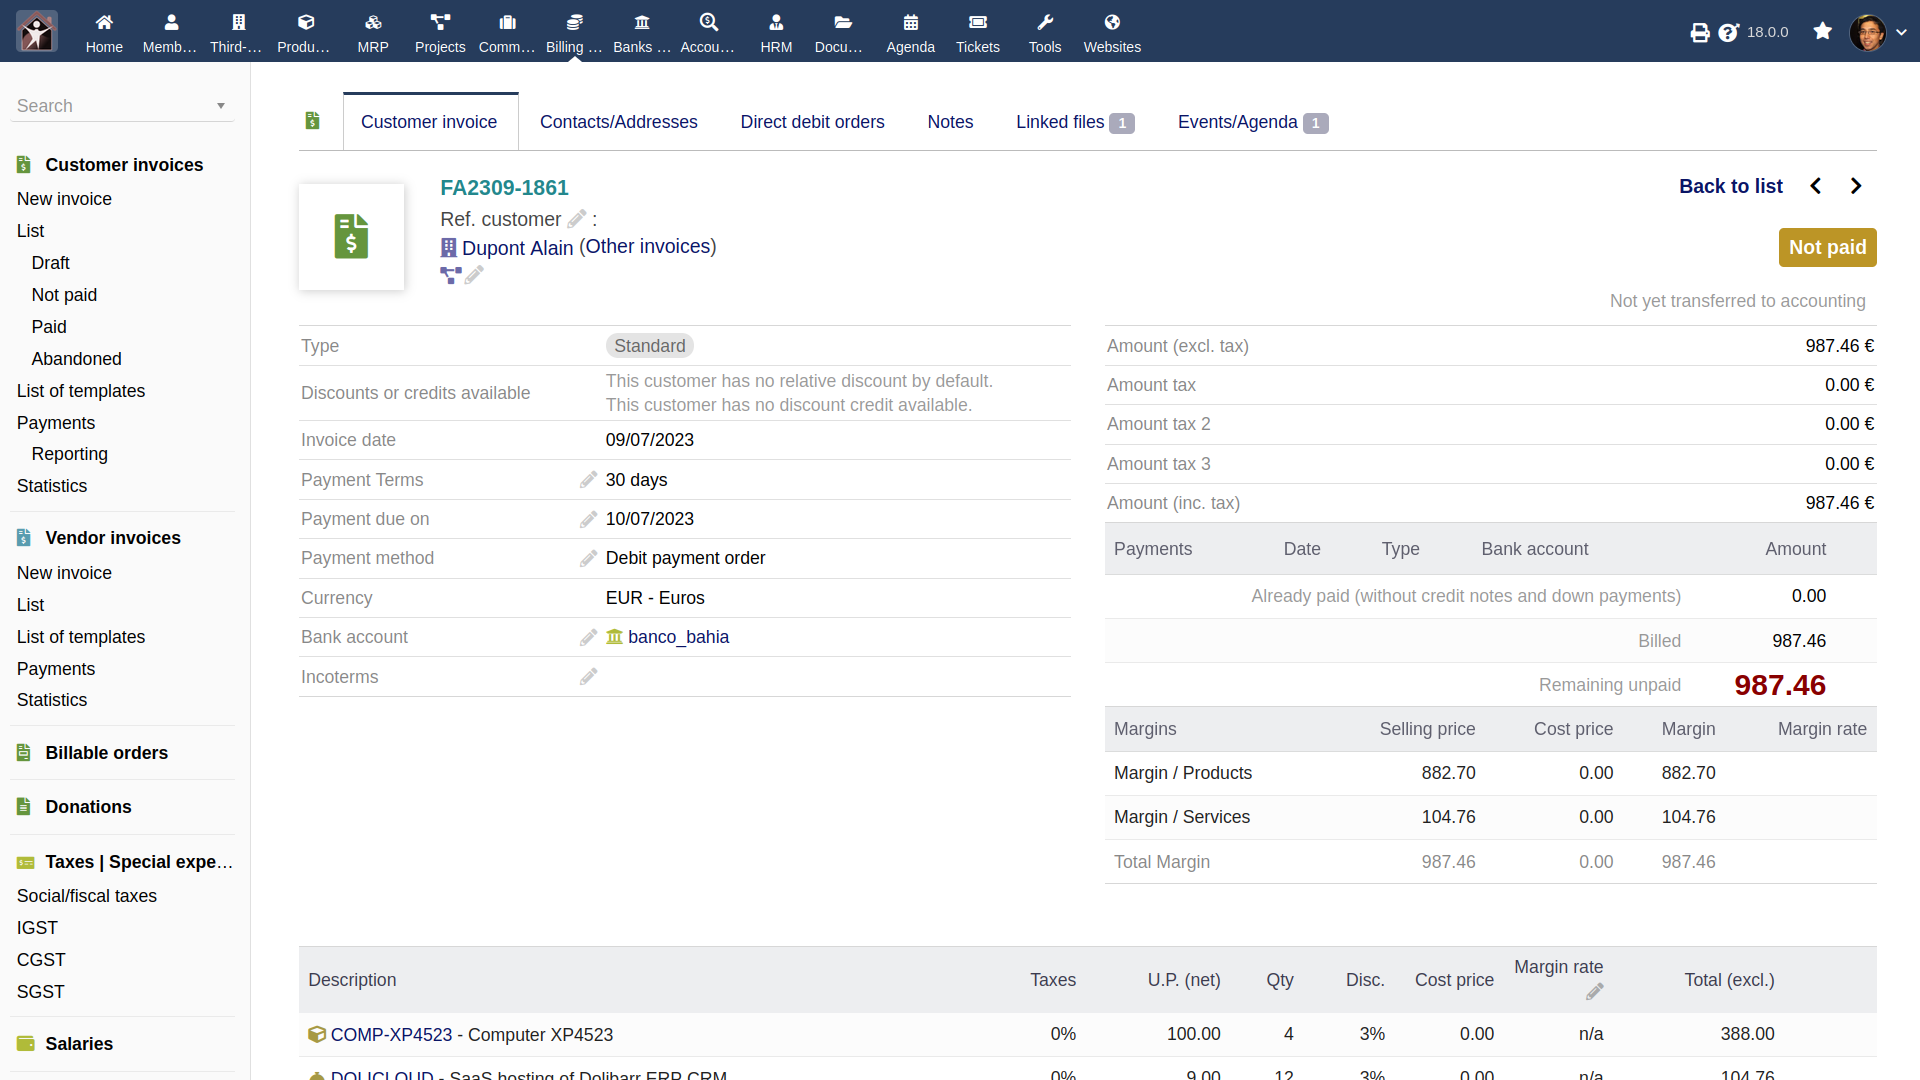 Home
Memb...
Third-...
Produ...
MRP
Projects
Comm...
Billing ...
Banks ...
Accou...
HRM
Docu...
Agenda
Tickets
Tools
Websites
18.0.0
Search
Customer invoices
New invoice
List
Draft
Not paid
Paid
Abandoned
List of templates
Payments
Reporting
Statistics
Vendor invoices
New invoice
List
List of templates
Payments
Statistics
Billable orders
Donations
Taxes | Special expe...
Social/fiscal taxes
IGST
CGST
SGST
Salaries
Customer invoice
Contacts/Addresses
Direct debit orders
Notes
Linked files 1
Events/Agenda 1
FA2309-1861
Ref. customer :
Dupont Alain (Other invoices)
Back to list
Not paid
Not yet transferred to accounting
Type Standard
Discounts or credits available
This customer has no relative discount by default.
This customer has no discount credit available.
Invoice date 09/07/2023
Payment Terms 30 days
Payment due on 10/07/2023
Payment method Debit payment order
Currency EUR - Euros
Bank account banco_bahia
Incoterms
Amount (excl. tax) 987.46 €
Amount tax 0.00 €
Amount tax 2 0.00 €
Amount tax 3 0.00 €
Amount (inc. tax) 987.46 €
Payments Date Type Bank account Amount
Already paid (without credit notes and down payments) 0.00
Billed 987.46
Remaining unpaid 987.46
Margins Selling price Cost price Margin Margin rate
Margin / Products 882.70 0.00 882.70
Margin / Services 104.76 0.00 104.76
Total Margin 987.46 0.00 987.46
Description Taxes U.P. (net) Qty Disc. Cost price Margin rate Total (excl.)
COMP-XP4523 - Computer XP4523 0% 100.00 4 3% 0.00 n/a 388.00
DOLICLOUD - SaaS hosting of Dolibarr ERP CRM 0% 9.00 12 3% 0.00 n/a 104.76